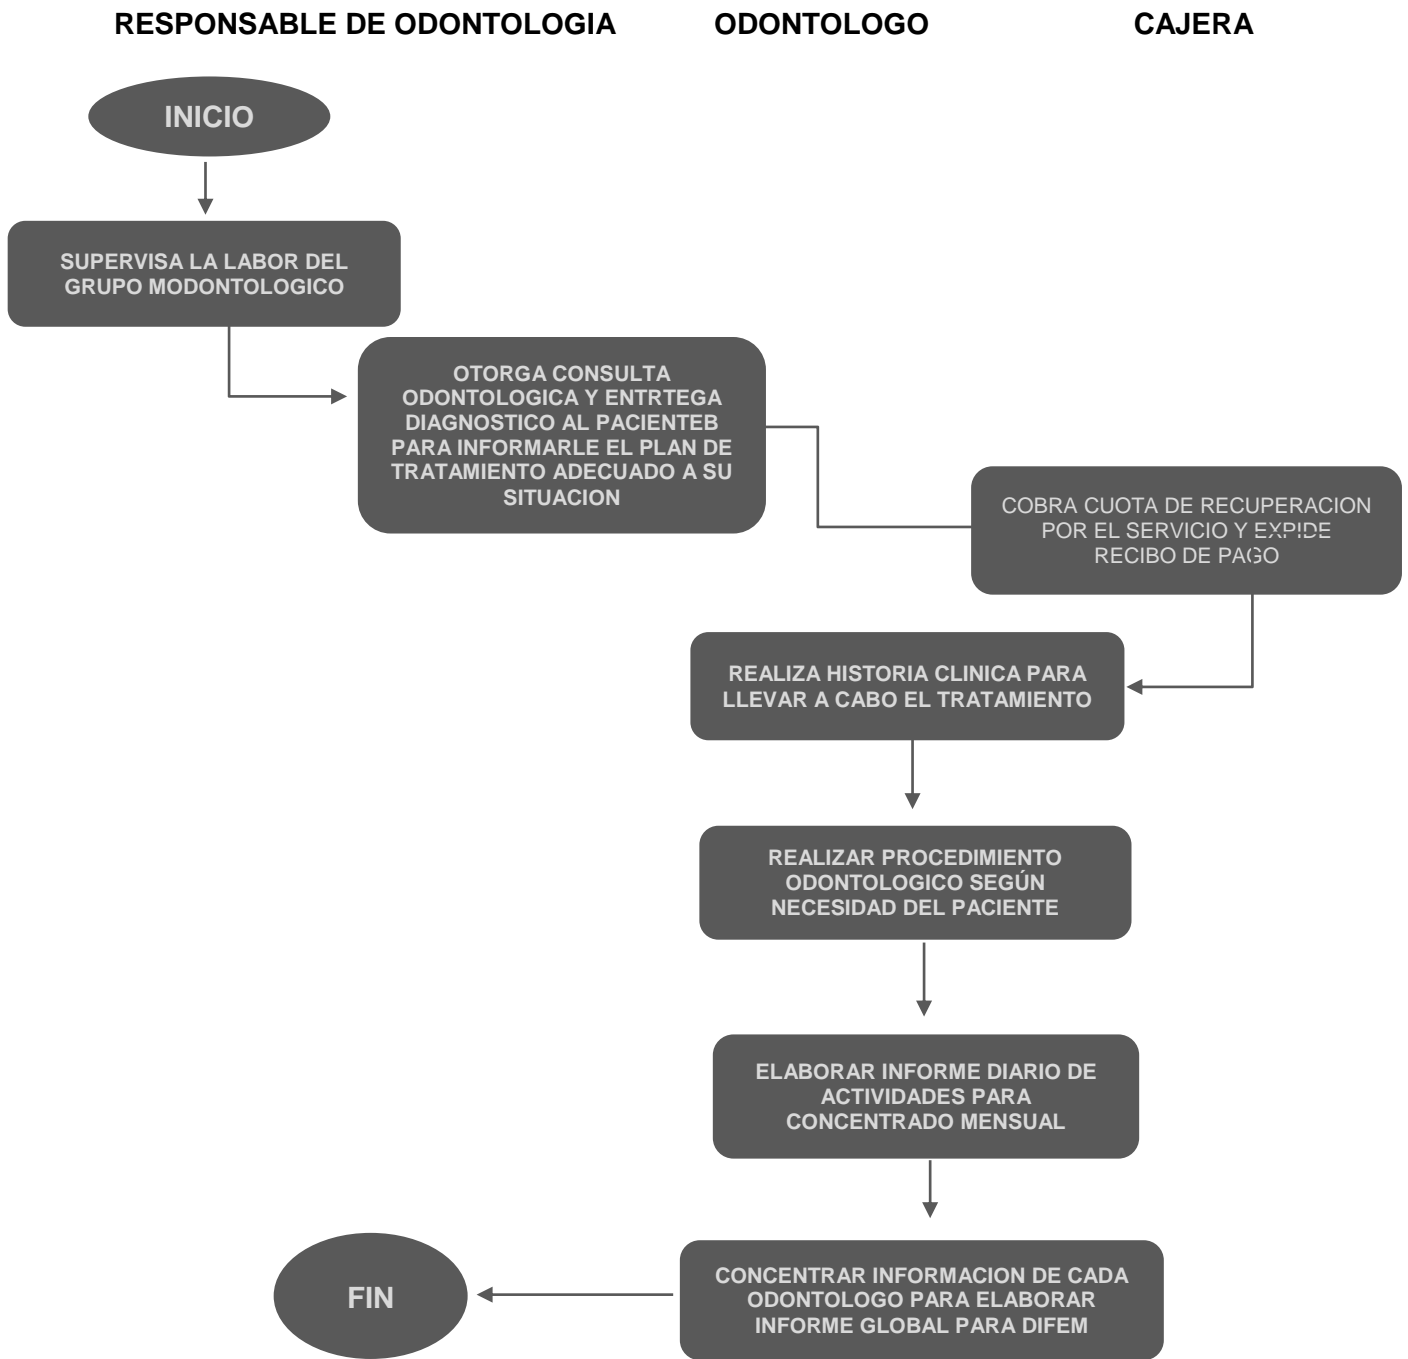 RESPONSABLE DE ODONTOLOGIA ODONTOLOGO CAJERA
INICIO
SUPERVISA LA LABOR DEL
GRUPO MODONTOLOGICO
OTORGA CONSULTA
ODONTOLOGICA Y ENTRTEGA
DIAGNOSTICO AL PACIENTEB
PARA INFORMARLE EL PLAN DE
TRATAMIENTO ADECUADO A SU
SITUACION
COBRA CUOTA DE RECUPERACION
POR EL SERVICIO Y EXPIDE
RECIBO DE PAGO
REALIZA HISTORIA CLINICA PARA
LLEVAR A CABO EL TRATAMIENTO
REALIZAR PROCEDIMIENTO
ODONTOLOGICO SEGÚN
NECESIDAD DEL PACIENTE
ELABORAR INFORME DIARIO DE
ACTIVIDADES PARA
CONCENTRADO MENSUAL
CONCENTRAR INFORMACION DE CADA
ODONTOLOGO PARA ELABORAR
INFORME GLOBAL PARA DIFEM
FIN